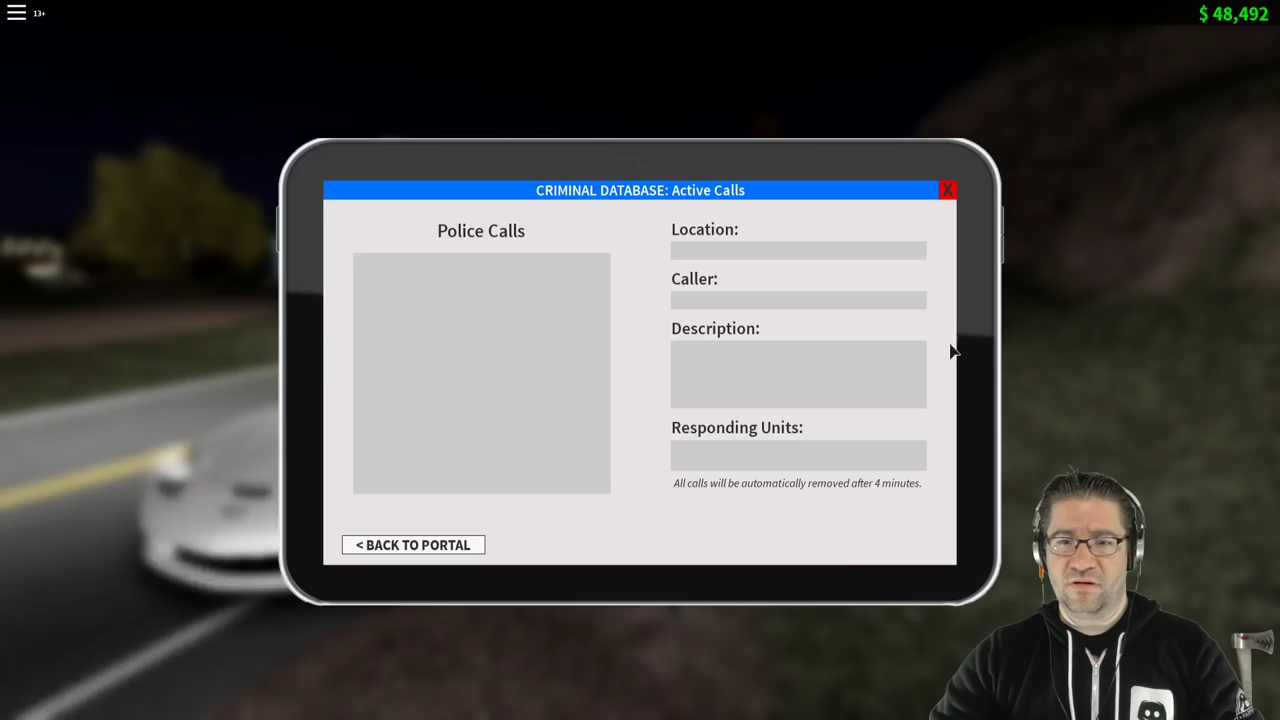 13+
$ 48,492
CRIMINAL DATABASE: Active Calls
X
Police Calls
Location:
Caller:
Description:
Responding Units:
All calls will be automatically removed after 4 minutes.
< BACK TO PORTAL